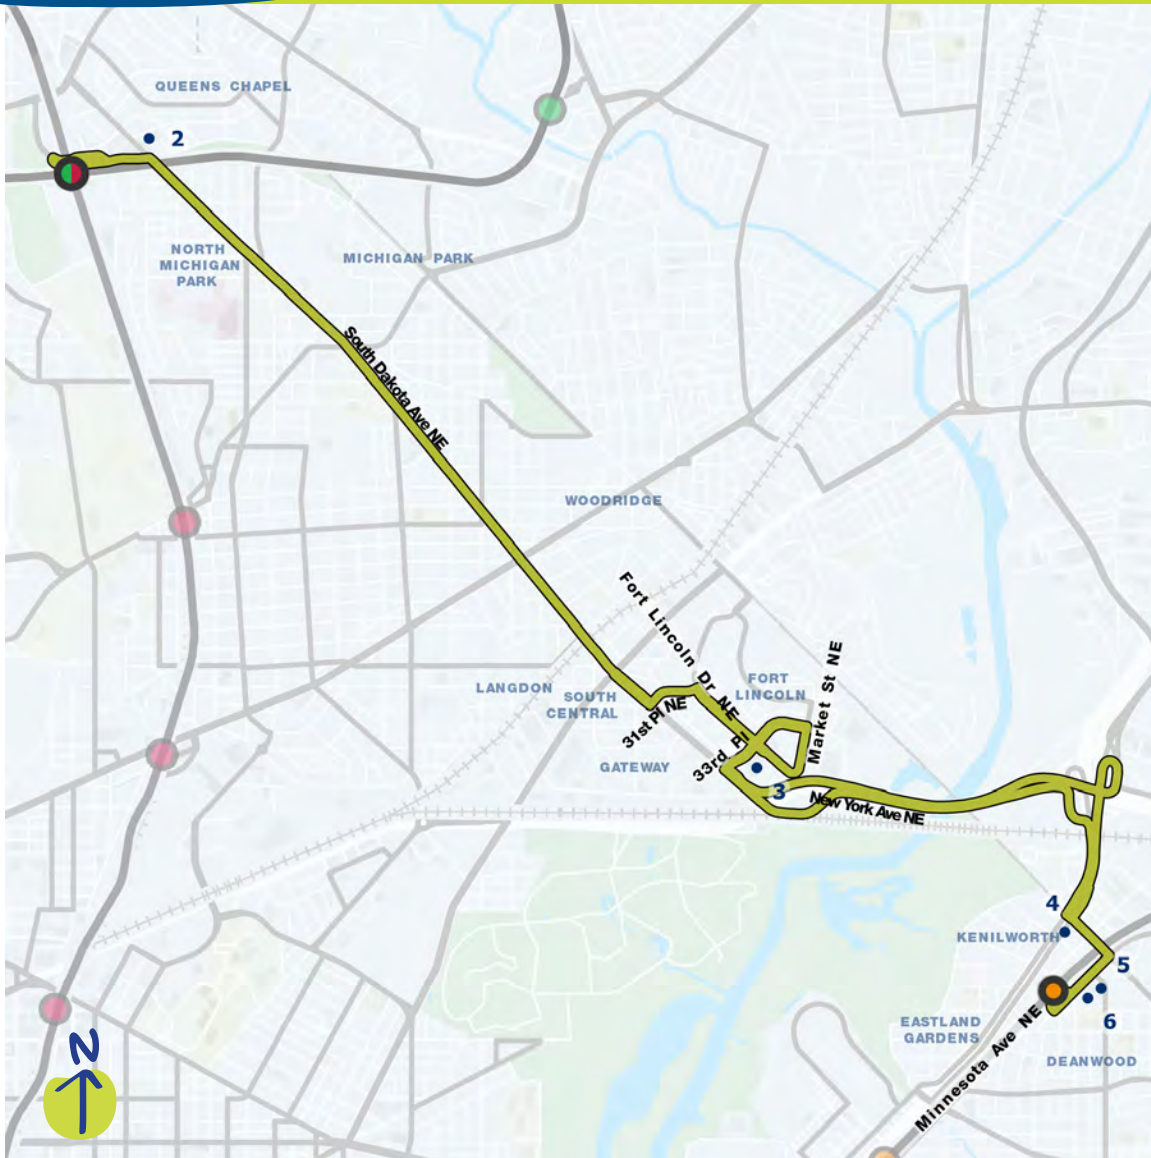 QUEENS CHAPEL
2
NORTH
MICHIGAN
PARK
MICHIGAN PARK
South Dakota Ave NE
WOODRIDGE
Fort Lincoln Dr NE
Market St NE
FORT
LINCOLN
LANGDON
SOUTH
CENTRAL
31st Pl NE
33rd Pl
GATEWAY
3
New York Ave NE
4
KENILWORTH
5
6
EASTLAND
GARDENS
Minnesota Ave NE
DEANWOOD
N